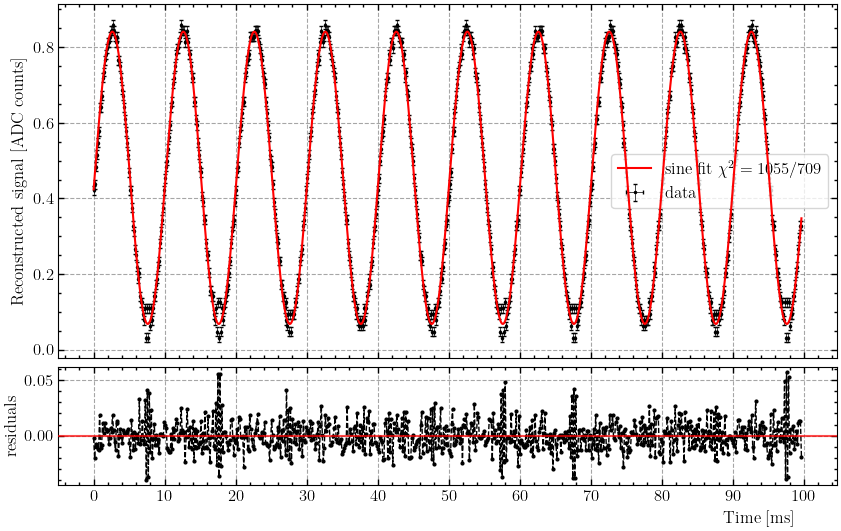 Reconstructed signal [ADC counts]
0.8
0.6
0.4
0.2
0.0
sine fit χ² = 1055/709
data
residuals
0.05
0.00
0 10 20 30 40 50 60 70 80 90 100
Time [ms]